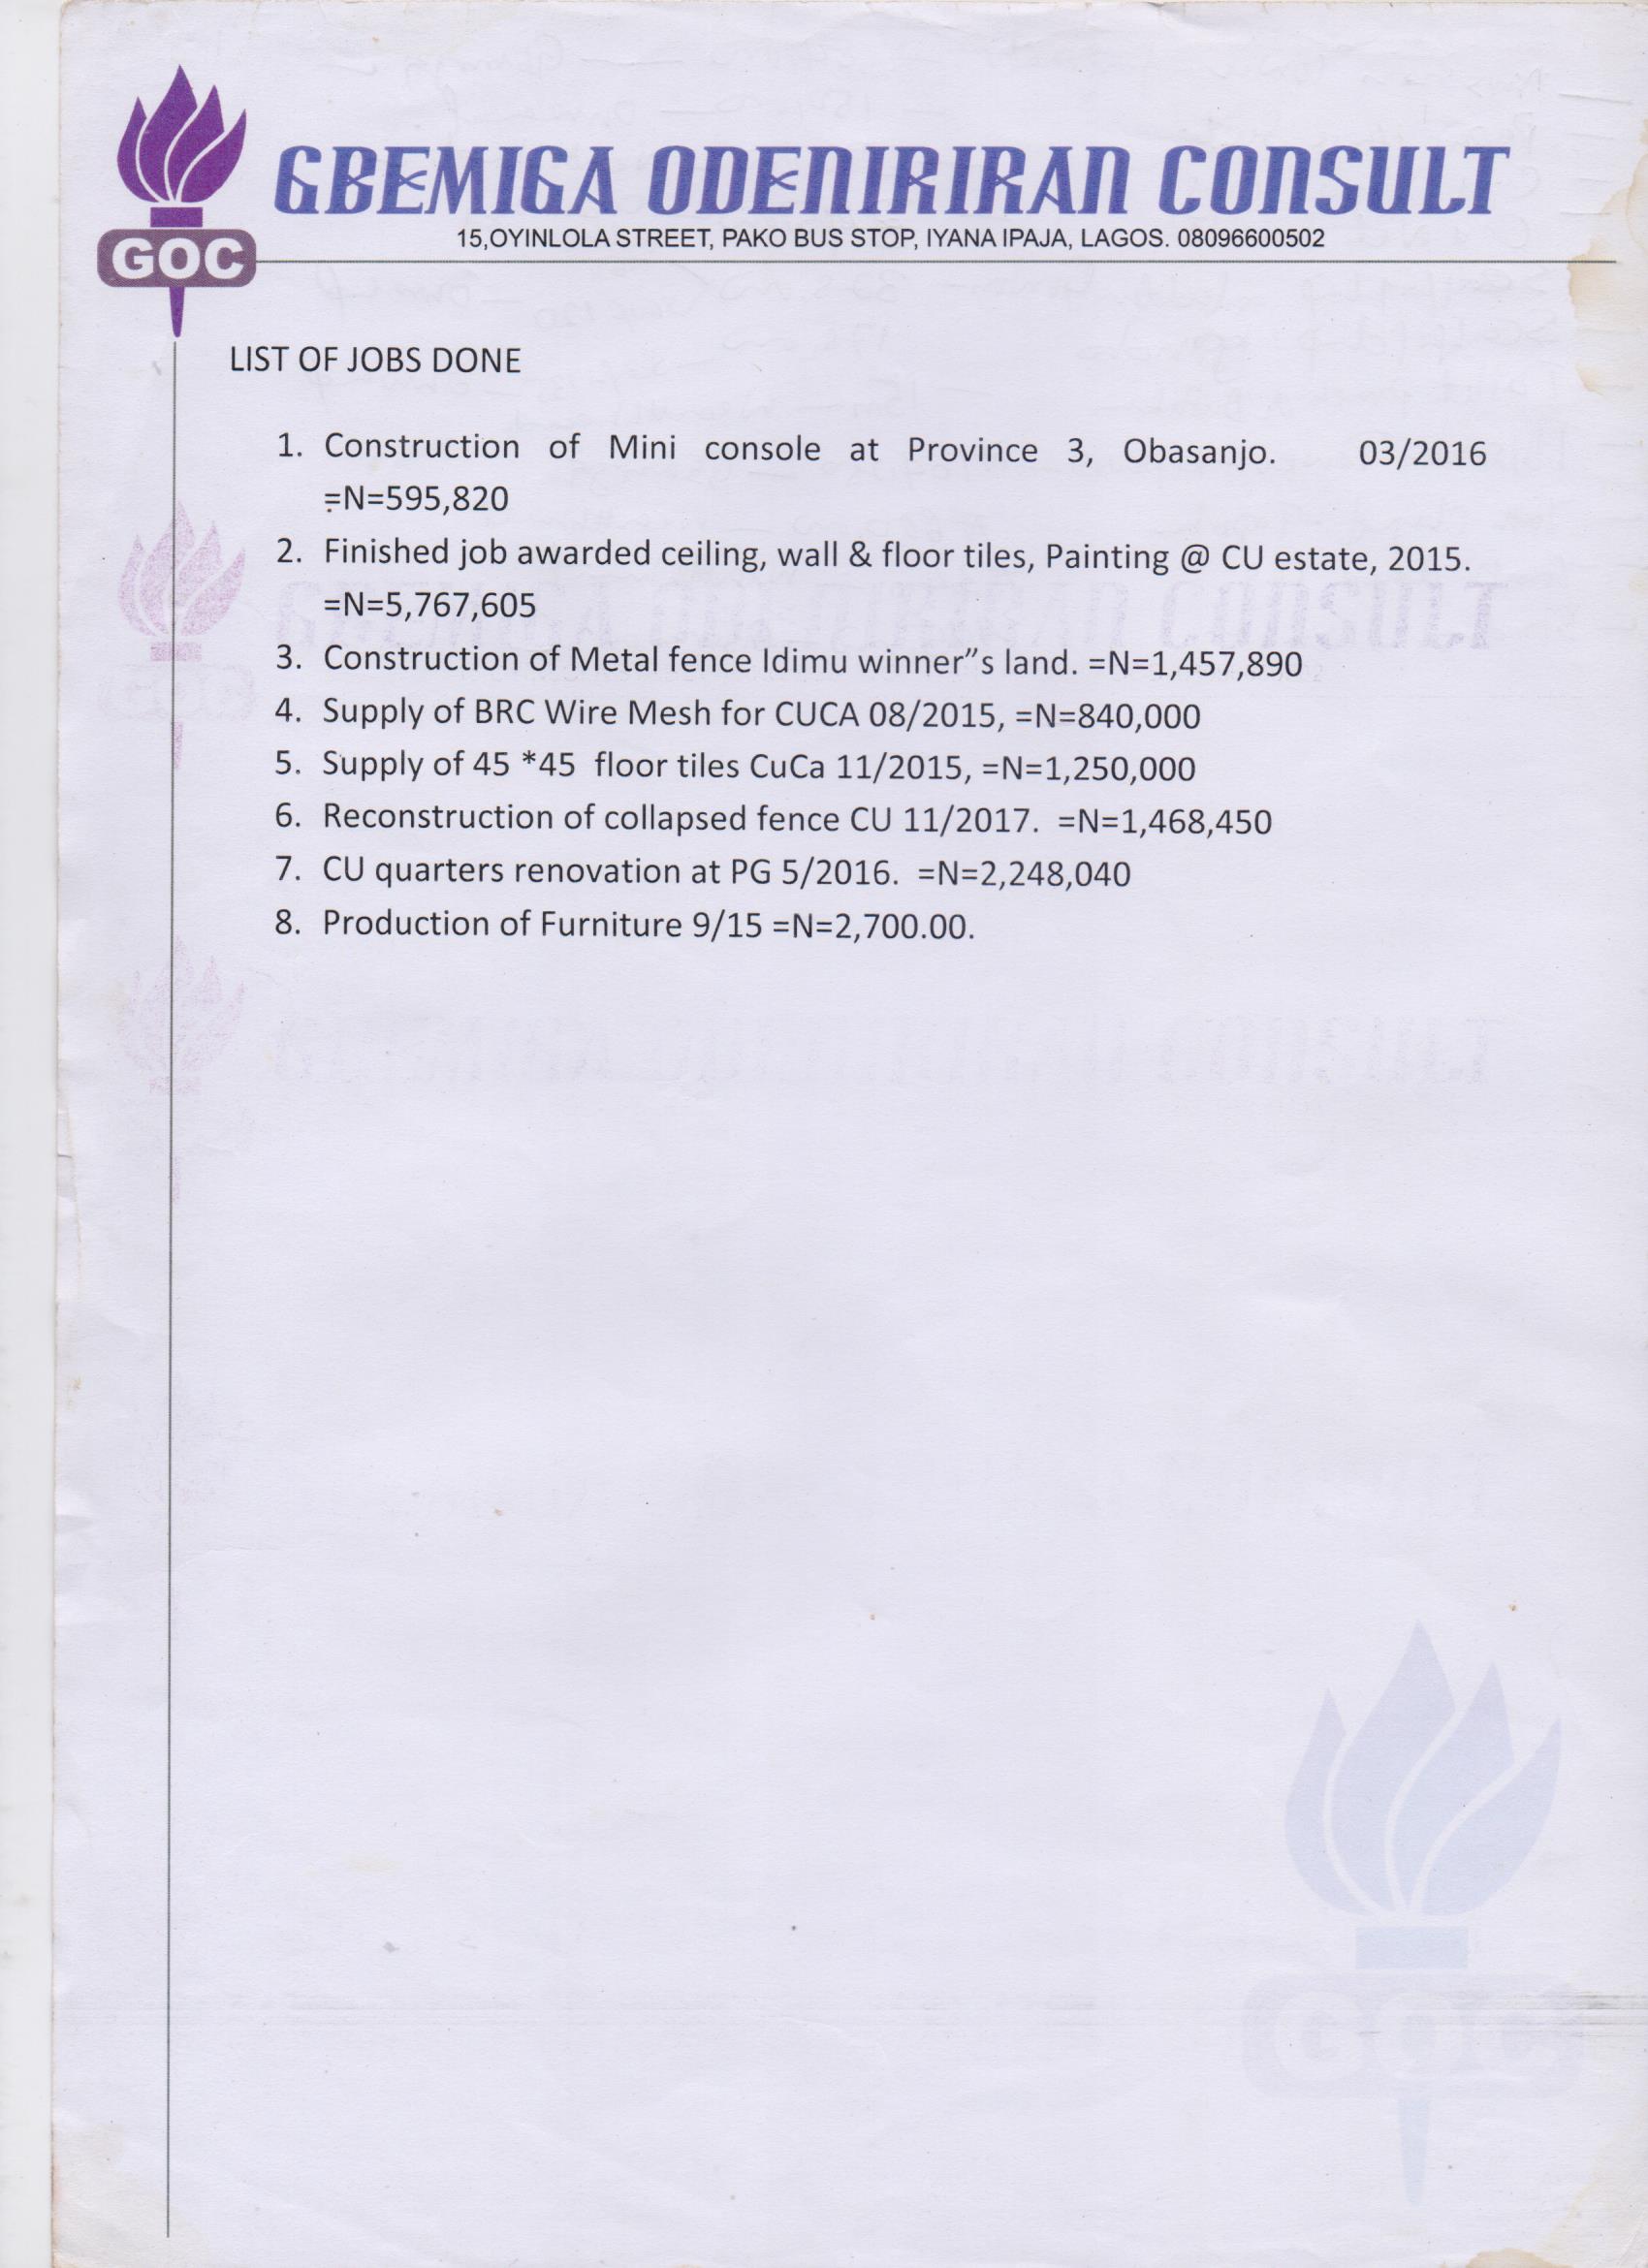 GBEMIGA ODENIRIRAN CONSULT
15,OYINLOLA STREET, PAKO BUS STOP, IYANA IPAJA, LAGOS. 08096600502
GOC
LIST OF JOBS DONE
1. Construction of Mini console at Province 3, Obasanjo. 03/2016
=N=595,820
2. Finished job awarded ceiling, wall & floor tiles, Painting @ CU estate, 2015.
=N=5,767,605
3. Construction of Metal fence Idimu winner”s land. =N=1,457,890
4. Supply of BRC Wire Mesh for CUCA 08/2015, =N=840,000
5. Supply of 45 *45 floor tiles CuCa 11/2015, =N=1,250,000
6. Reconstruction of collapsed fence CU 11/2017. =N=1,468,450
7. CU quarters renovation at PG 5/2016. =N=2,248,040
8. Production of Furniture 9/15 =N=2,700.00.
GOC